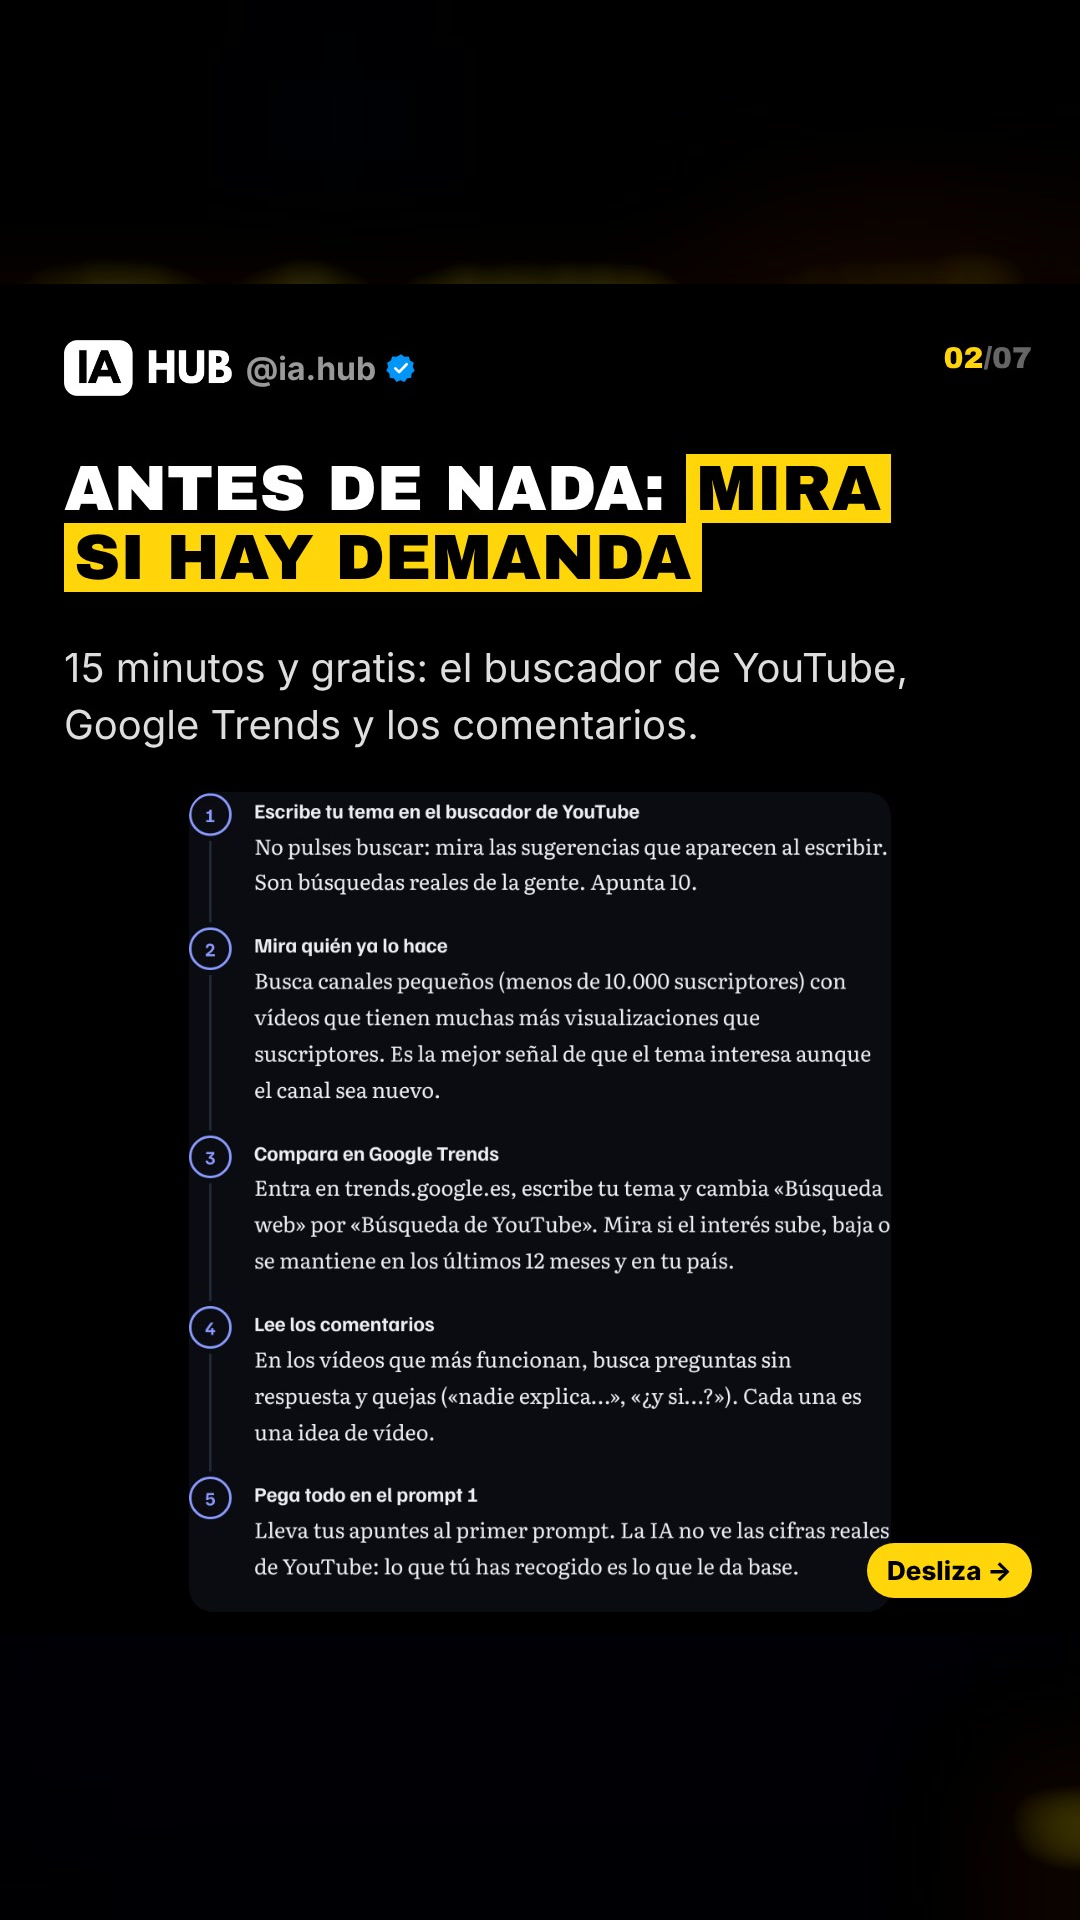 IA HUB @ia.hub
02/07
ANTES DE NADA: MIRA
SI HAY DEMANDA
15 minutos y gratis: el buscador de YouTube,
Google Trends y los comentarios.
1 Escribe tu tema en el buscador de YouTube
No pulses buscar: mira las sugerencias que aparecen al escribir.
Son búsquedas reales de la gente. Apunta 10.
2 Mira quién ya lo hace
Busca canales pequeños (menos de 10.000 suscriptores) con
vídeos que tienen muchas más visualizaciones que
suscriptores. Es la mejor señal de que el tema interesa aunque
el canal sea nuevo.
3 Compara en Google Trends
Entra en trends.google.es, escribe tu tema y cambia «Búsqueda
web» por «Búsqueda de YouTube». Mira si el interés sube, baja o
se mantiene en los últimos 12 meses y en tu país.
4 Lee los comentarios
En los vídeos que más funcionan, busca preguntas sin
respuesta y quejas («nadie explica...», «¿y si...?»). Cada una es
una idea de vídeo.
5 Pega todo en el prompt 1
Lleva tus apuntes al primer prompt. La IA no ve las cifras reales
de YouTube: lo que tú has recogido es lo que le da base.
Desliza →